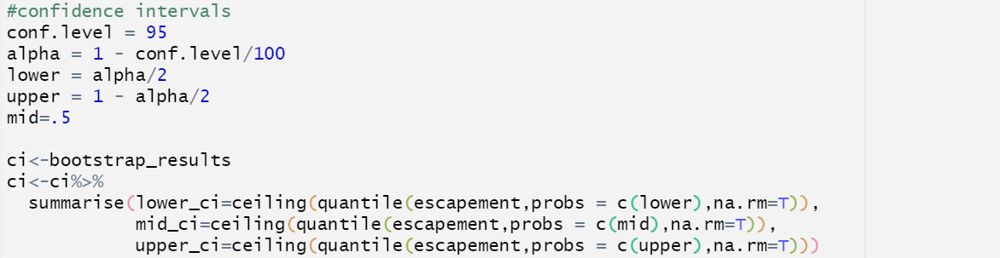 #confidence intervals
conf.level = 95
alpha = 1 - conf.level/100
lower = alpha/2
upper = 1 - alpha/2
mid=.5
ci<-bootstrap_results
ci<-ci%>%
summarise(lower_ci=ceiling(quantile(escapement,probs = c(lower),na.rm=T)),
mid_ci=ceiling(quantile(escapement,probs = c(mid),na.rm=T)),
upper_ci=ceiling(quantile(escapement,probs = c(upper),na.rm=T)))